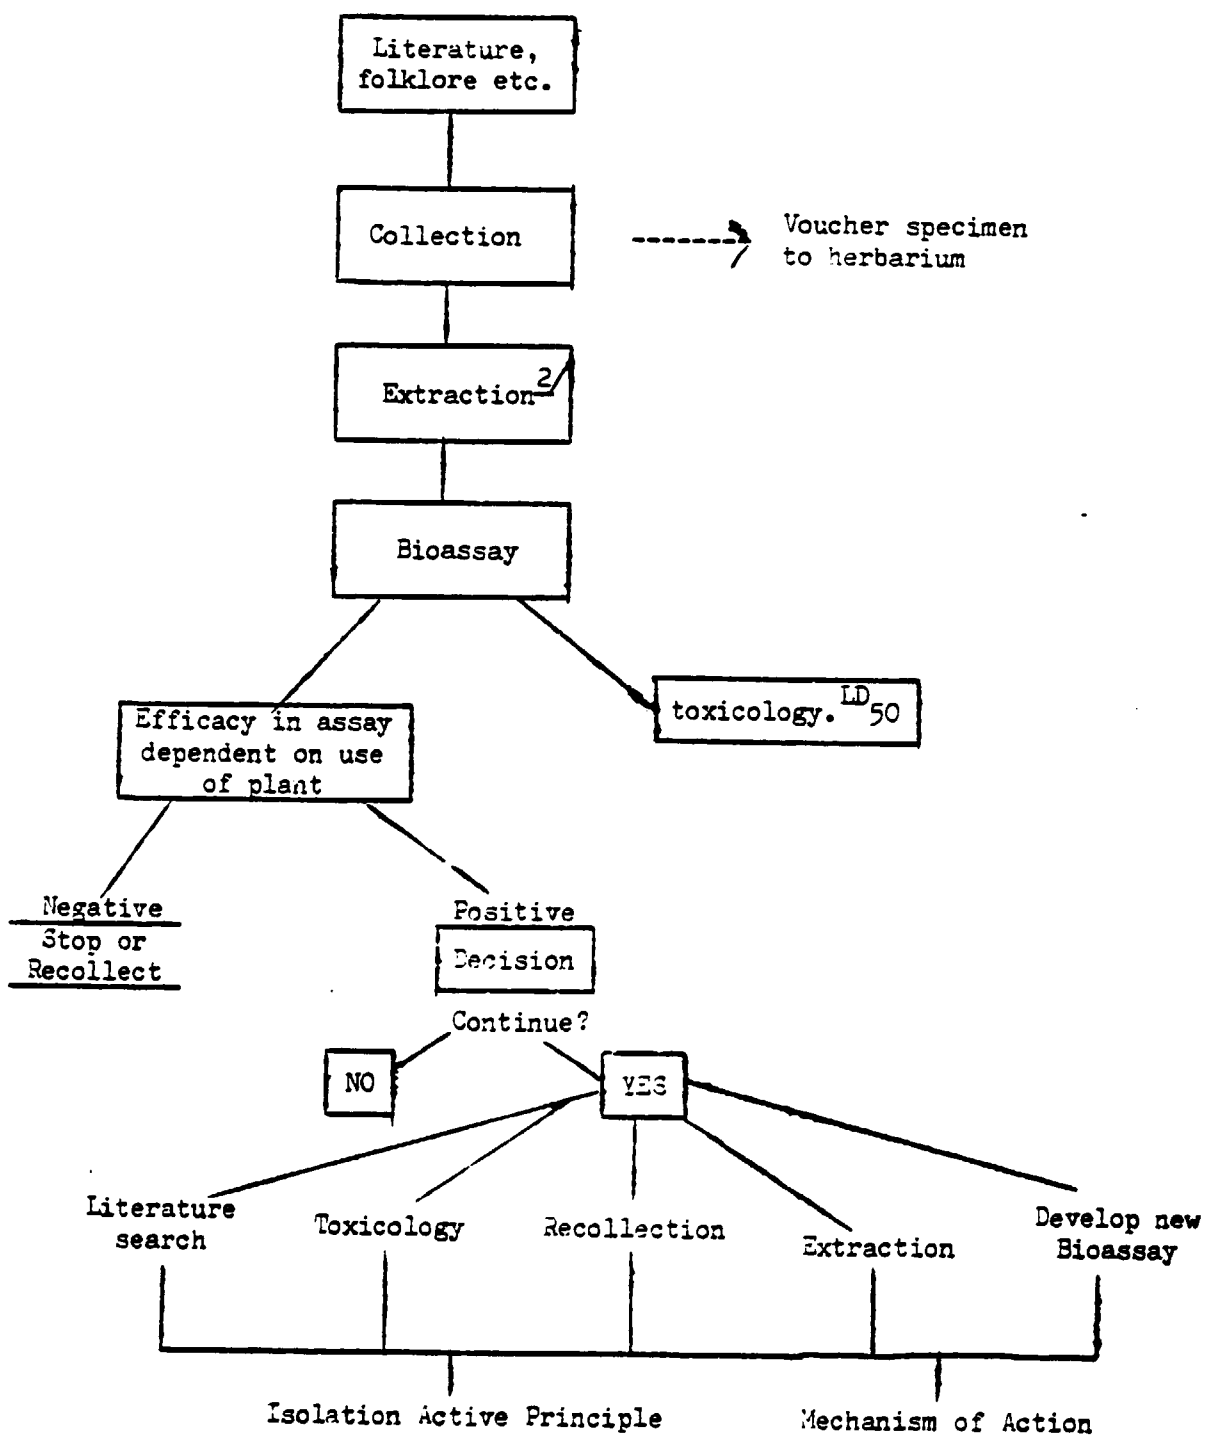 Literature,
folklore etc.
Collection
Voucher specimen
to herbarium
Extraction 2/
Bioassay
toxicology. LD50
Efficacy in assay
dependent on use
of plant
Negative
Stop or
Recollect
Positive
Decision
Continue?
NO
YES
Literature
search
Toxicology
Recollection
Extraction
Develop new
Bioassay
Isolation Active Principle
Mechanism of Action